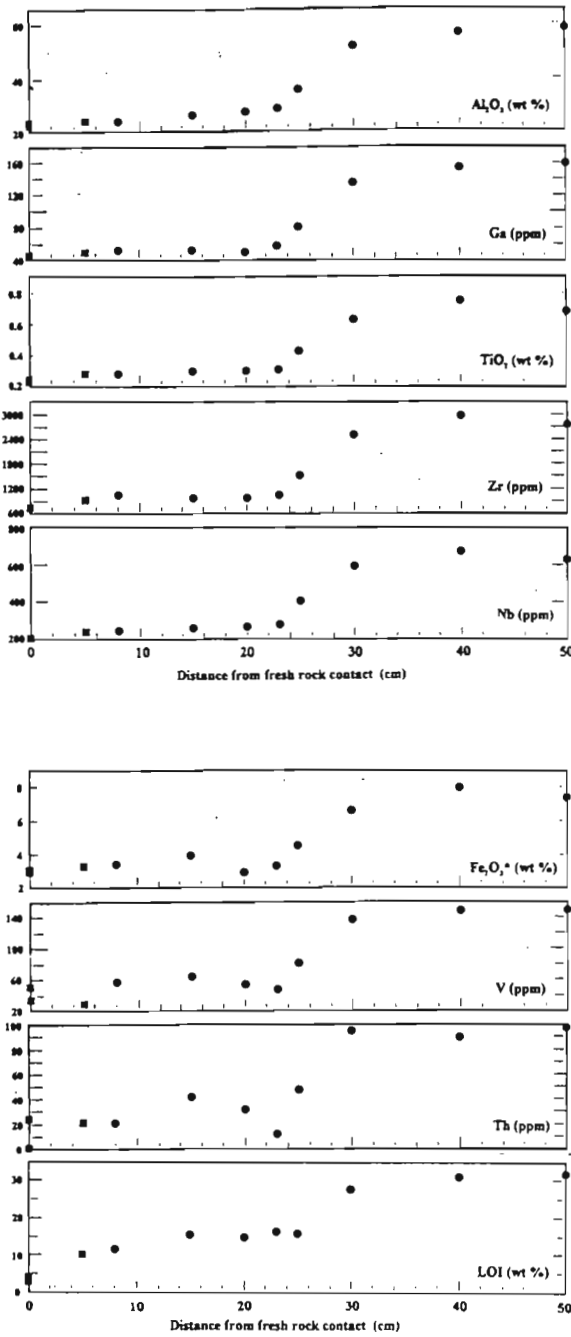 60
40
Al₂O₃ (wt %)
20
160
120
80
Ga (ppm)
40
0.8
0.6
0.4
TiO₂ (wt %)
0.2
3000
2400
1800
1200
Zr (ppm)
600
800
600
400
Nb (ppm)
200
0 10 20 30 40 50
Distance from fresh rock contact (cm)
8
6
4
Fe₂O₃* (wt %)
2
140
100
60
V (ppm)
20
100
80
60
40
20
Th (ppm)
0
30
20
10
LOI (wt %)
0
0 10 20 30 40 50
Distance from fresh rock contact (cm)